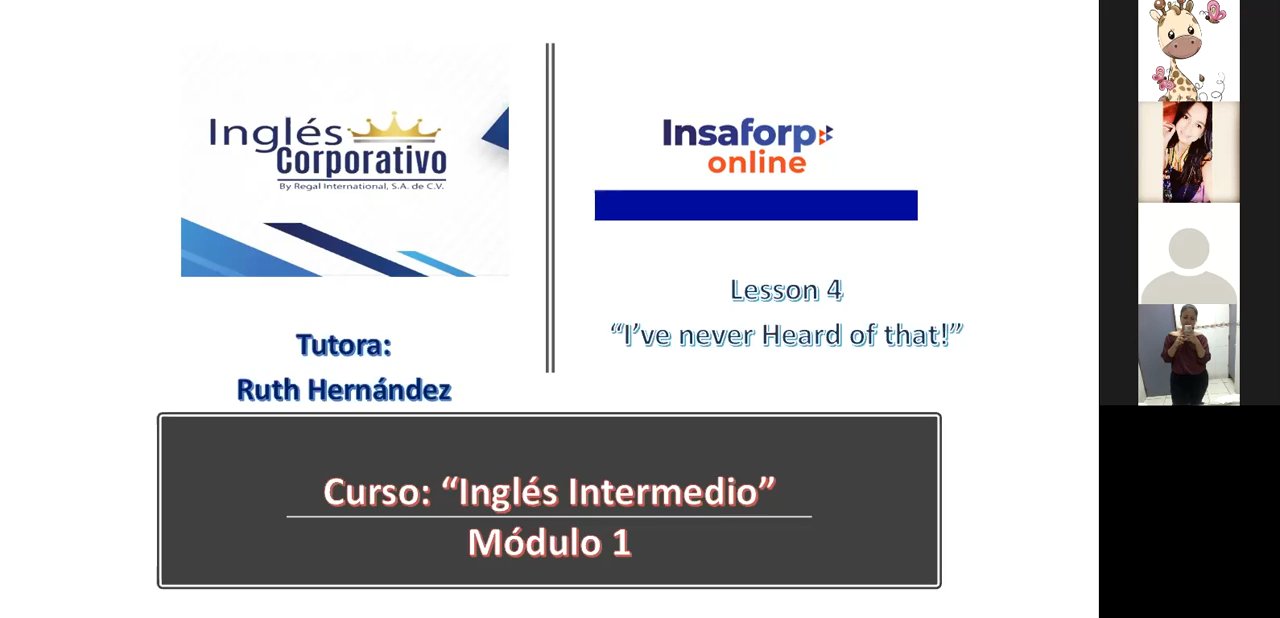 Inglés
Corporativo
By Regal International, S.A. de C.V.
Insaforp
online
Lesson 4
“I’ve never Heard of that!”
Tutora:
Ruth Hernández
Curso: “Inglés Intermedio”
Módulo 1